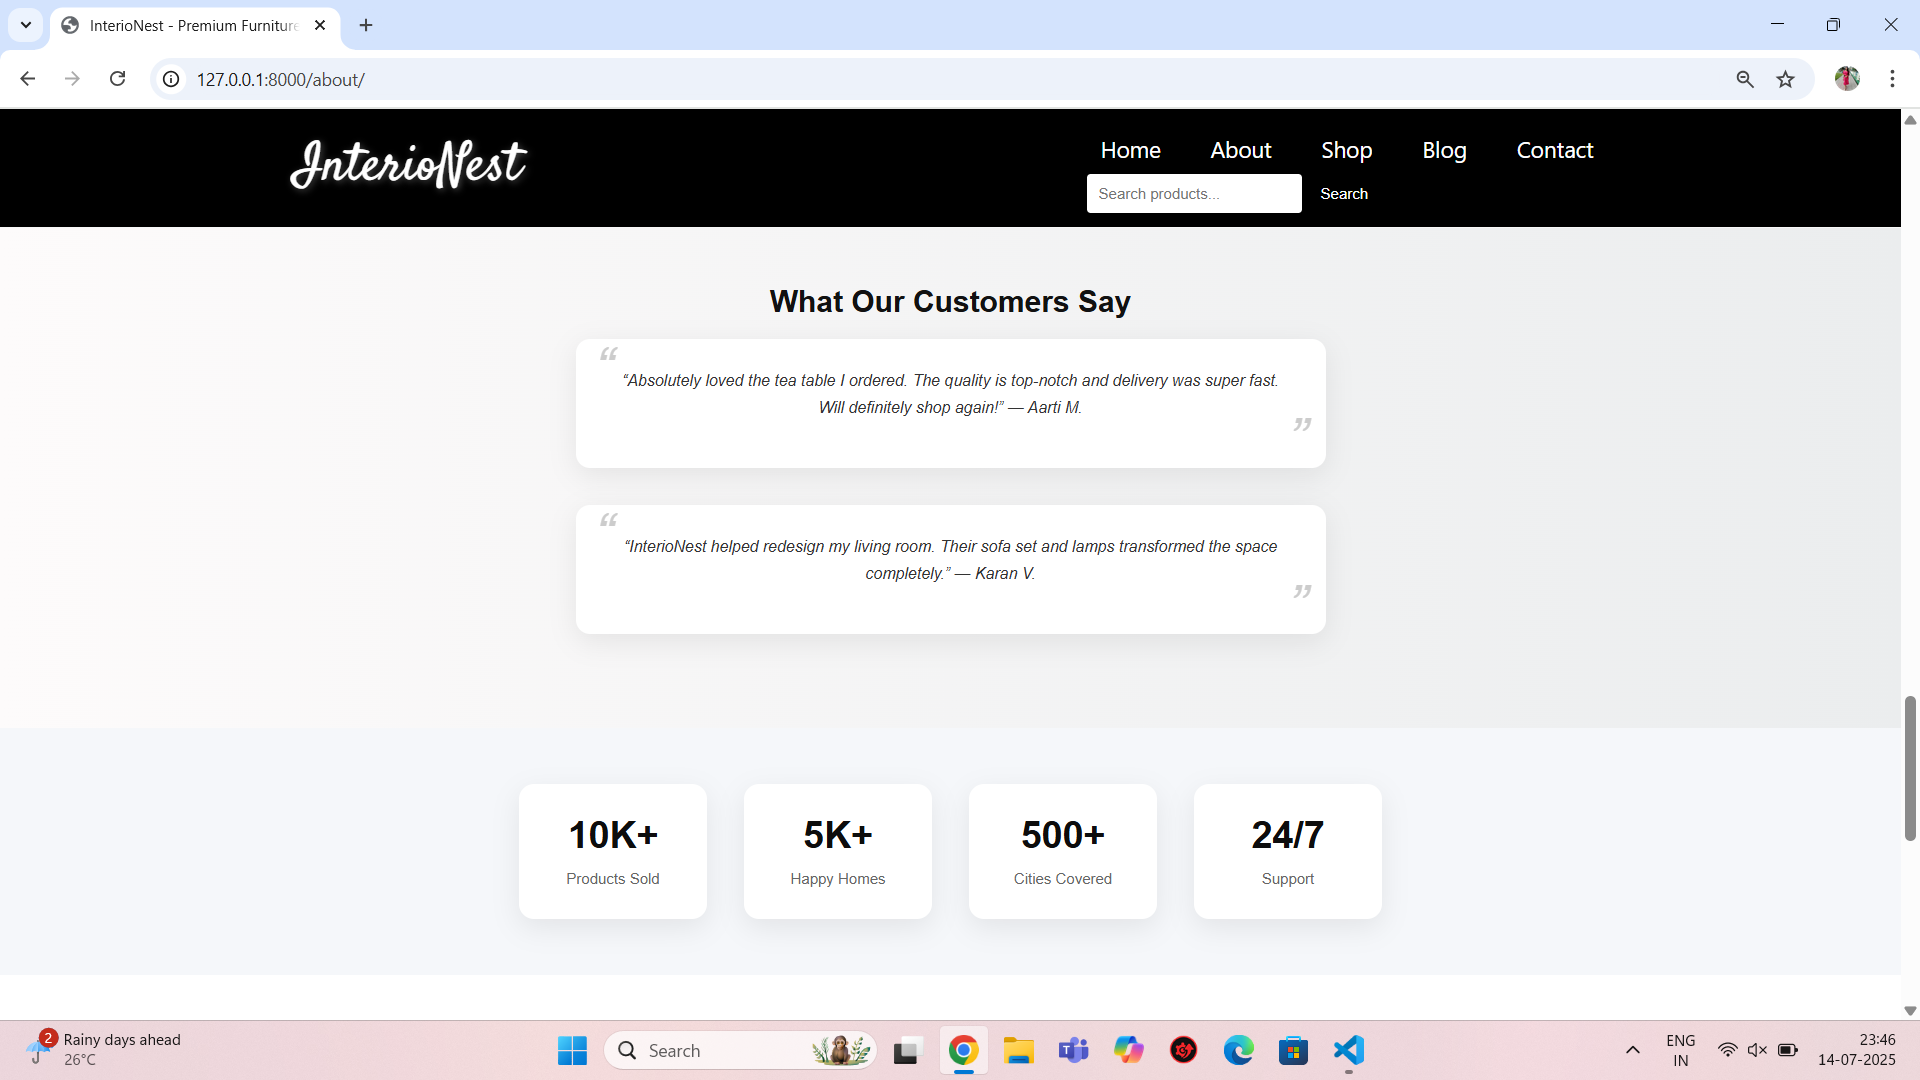 InterioNest - Premium Furniture
127.0.0.1:8000/about/
InterioNest
Home About Shop Blog Contact
Search products... Search
What Our Customers Say
“
“Absolutely loved the tea table I ordered. The quality is top-notch and delivery was super fast.
Will definitely shop again!” — Aarti M.
”
“
“InterioNest helped redesign my living room. Their sofa set and lamps transformed the space
completely.” — Karan V.
”
10K+ 5K+ 500+ 24/7
Products Sold Happy Homes Cities Covered Support
2
Rainy days ahead
26°C
Search
ENG
IN
23:46
14-07-2025